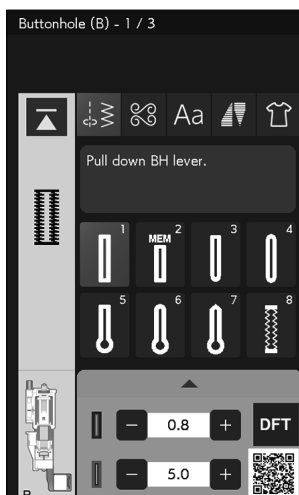 Buttonhole (B) - 1 / 3
Aa
Pull down BH lever.
1
MEM 2
3
4
5
6
7
8
− 0.8 + DFT
− 5.0 +